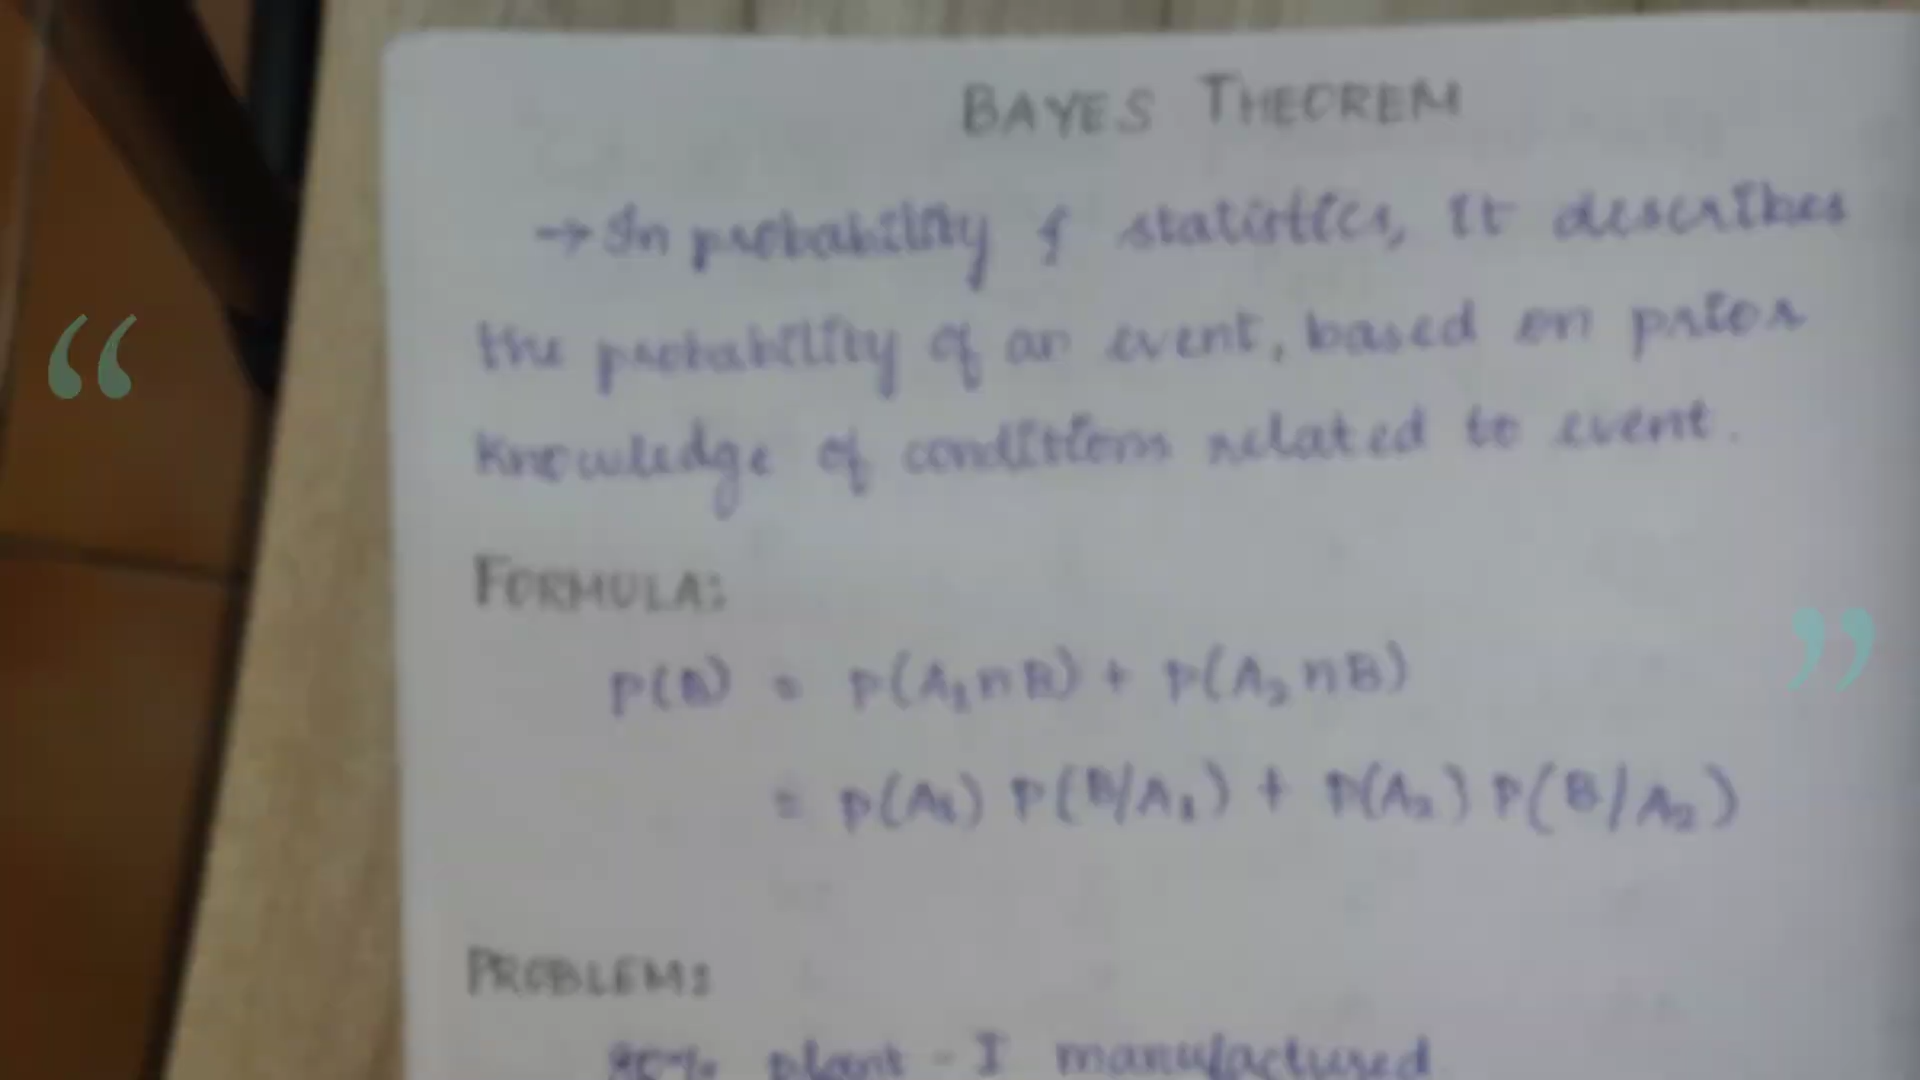 “
BAYES THEOREM
→ In probability & statistics, it describes
the probability of an event, based on prior
knowledge of conditions related to event.
FORMULA:
P(B) = P(A₁∩B) + P(A₂∩B)
= P(A₁) P(B/A₁) + P(A₂) P(B/A₂)
”
PROBLEM:
plant - I manufactured